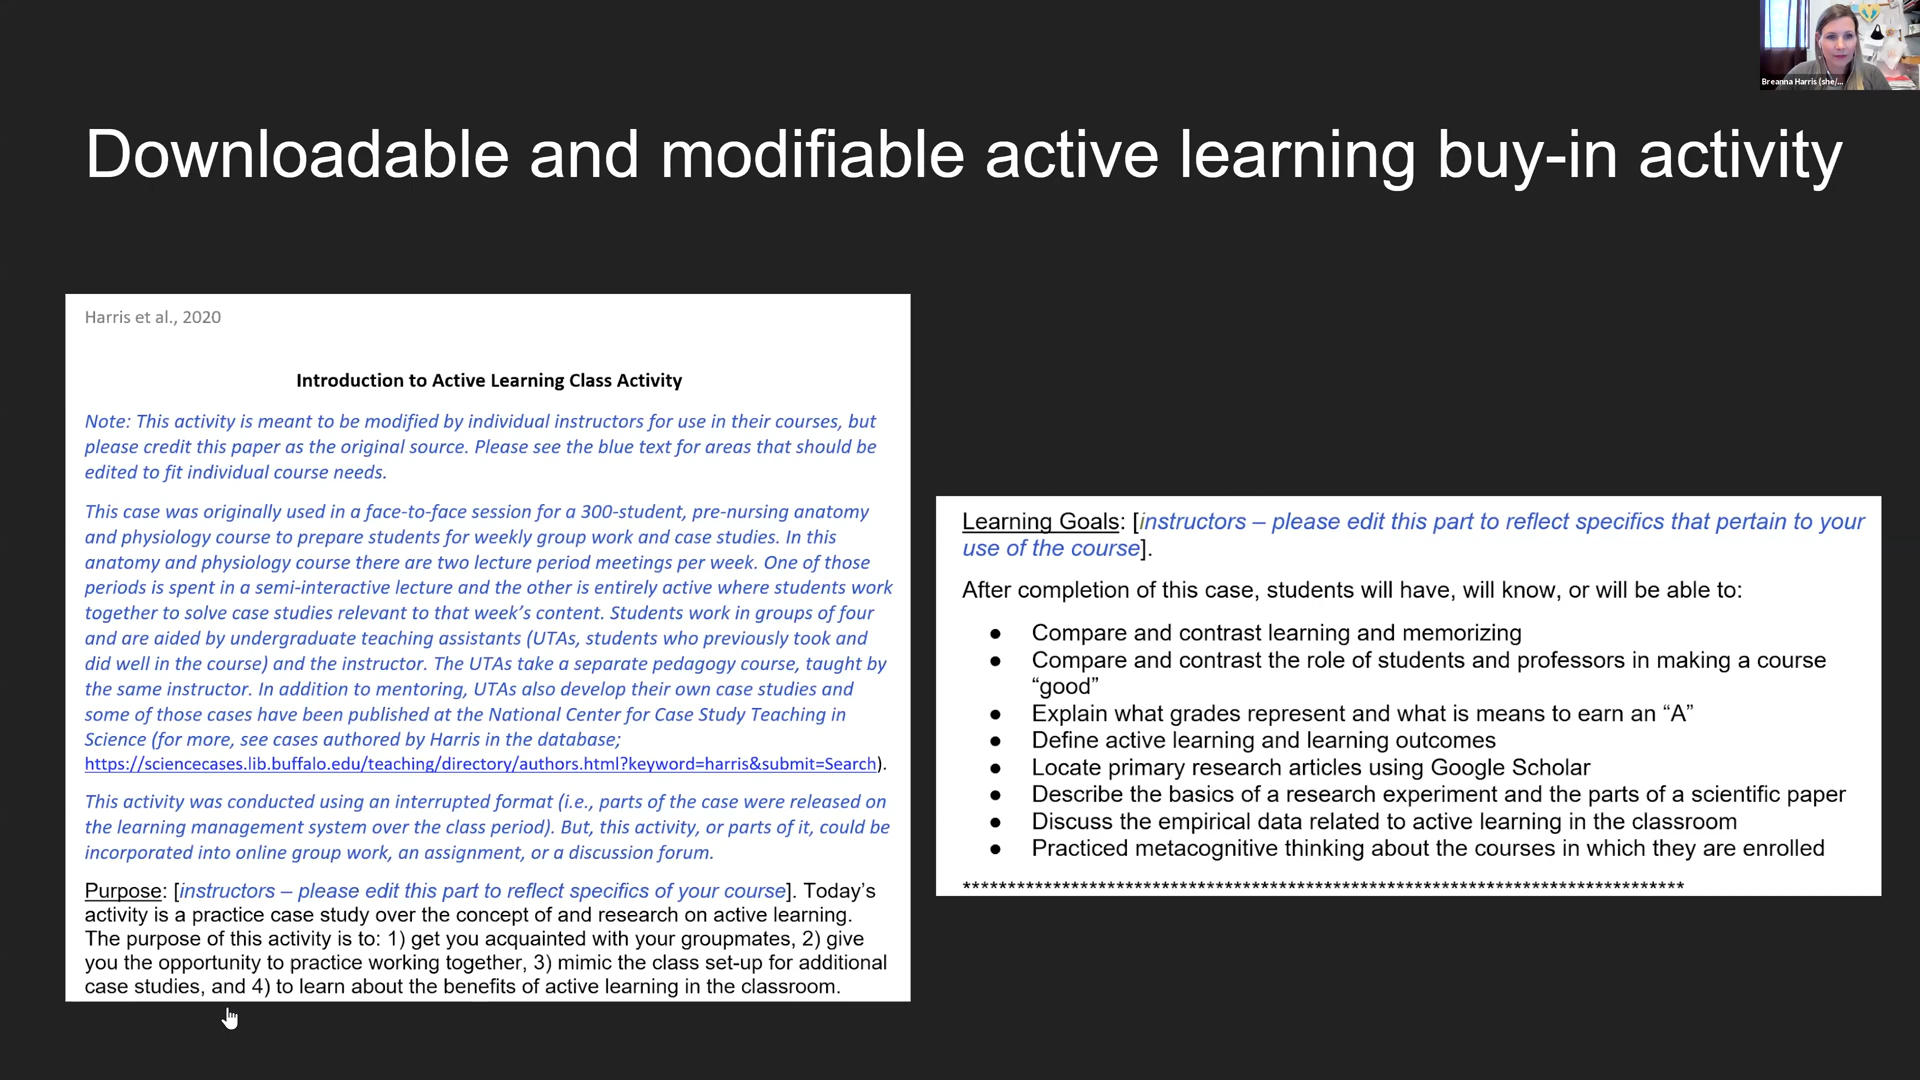 Breanna Harris (she/...
Downloadable and modifiable active learning buy-in activity
Harris et al., 2020
Introduction to Active Learning Class Activity
Note: This activity is meant to be modified by individual instructors for use in their courses, but
please credit this paper as the original source. Please see the blue text for areas that should be
edited to fit individual course needs.
This case was originally used in a face-to-face session for a 300-student, pre-nursing anatomy
and physiology course to prepare students for weekly group work and case studies. In this
anatomy and physiology course there are two lecture period meetings per week. One of those
periods is spent in a semi-interactive lecture and the other is entirely active where students work
together to solve case studies relevant to that week's content. Students work in groups of four
and are aided by undergraduate teaching assistants (UTAs, students who previously took and
did well in the course) and the instructor. The UTAs take a separate pedagogy course, taught by
the same instructor. In addition to mentoring, UTAs also develop their own case studies and
some of those cases have been published at the National Center for Case Study Teaching in
Science (for more, see cases authored by Harris in the database;
https://sciencecases.lib.buffalo.edu/teaching/directory/authors.html?keyword=harris&submit=Search).
This activity was conducted using an interrupted format (i.e., parts of the case were released on
the learning management system over the class period). But, this activity, or parts of it, could be
incorporated into online group work, an assignment, or a discussion forum.
Purpose: [instructors – please edit this part to reflect specifics of your course]. Today's
activity is a practice case study over the concept of and research on active learning.
The purpose of this activity is to: 1) get you acquainted with your groupmates, 2) give
you the opportunity to practice working together, 3) mimic the class set-up for additional
case studies, and 4) to learn about the benefits of active learning in the classroom.
Learning Goals: [instructors – please edit this part to reflect specifics that pertain to your
use of the course].
After completion of this case, students will have, will know, or will be able to:
● Compare and contrast learning and memorizing
● Compare and contrast the role of students and professors in making a course
“good”
● Explain what grades represent and what is means to earn an “A”
● Define active learning and learning outcomes
● Locate primary research articles using Google Scholar
● Describe the basics of a research experiment and the parts of a scientific paper
● Discuss the empirical data related to active learning in the classroom
● Practiced metacognitive thinking about the courses in which they are enrolled
********************************************************************************